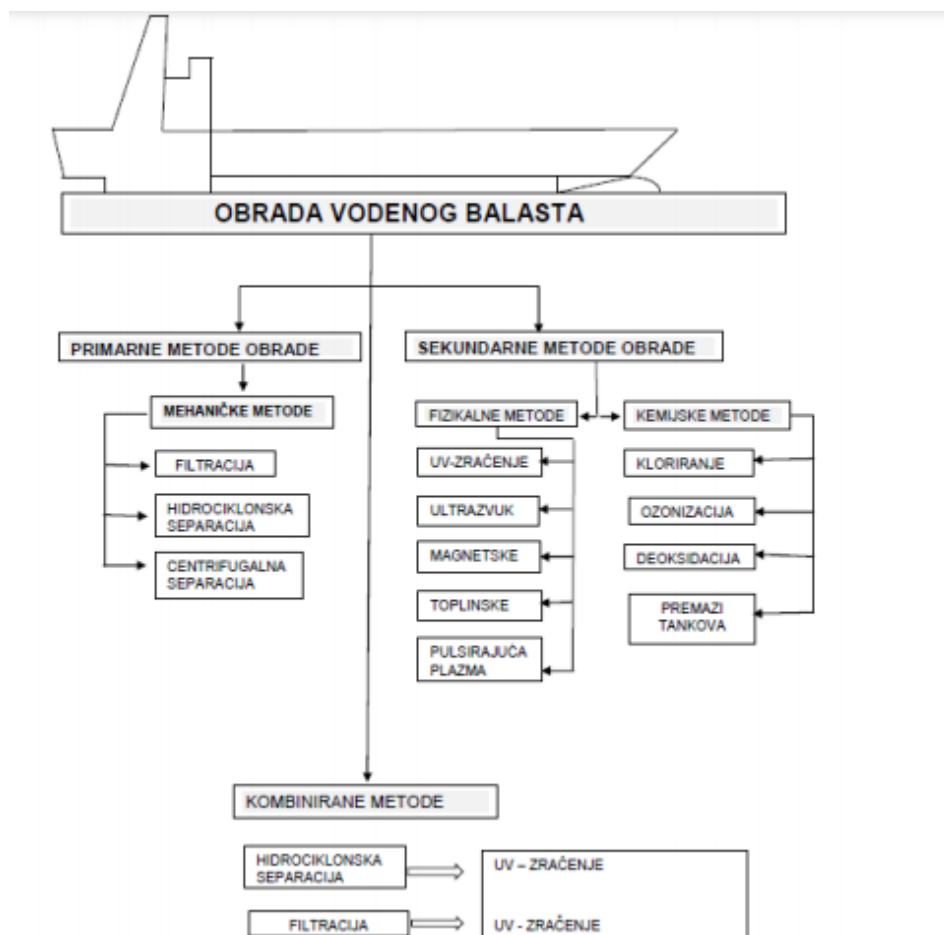 OBRADA VODENOG BALASTA
PRIMARNE METODE OBRADE
MEHANIČKE METODE
FILTRACIJA
HIDROCIKLONSKA
SEPARACIJA
CENTRIFUGALNA
SEPARACIJA
SEKUNDARNE METODE OBRADE
FIZIKALNE METODE
UV-ZRAČENJE
ULTRAZVUK
MAGNETSKE
TOPLINSKE
PULSIRAJUĆA
PLAZMA
KEMIJSKE METODE
KLORIRANJE
OZONIZACIJA
DEOKSIDACIJA
PREMAZI
TANKOVA
KOMBINIRANE METODE
HIDROCIKLONSKA
SEPARACIJA
UV – ZRAČENJE
FILTRACIJA
UV - ZRAČENJE